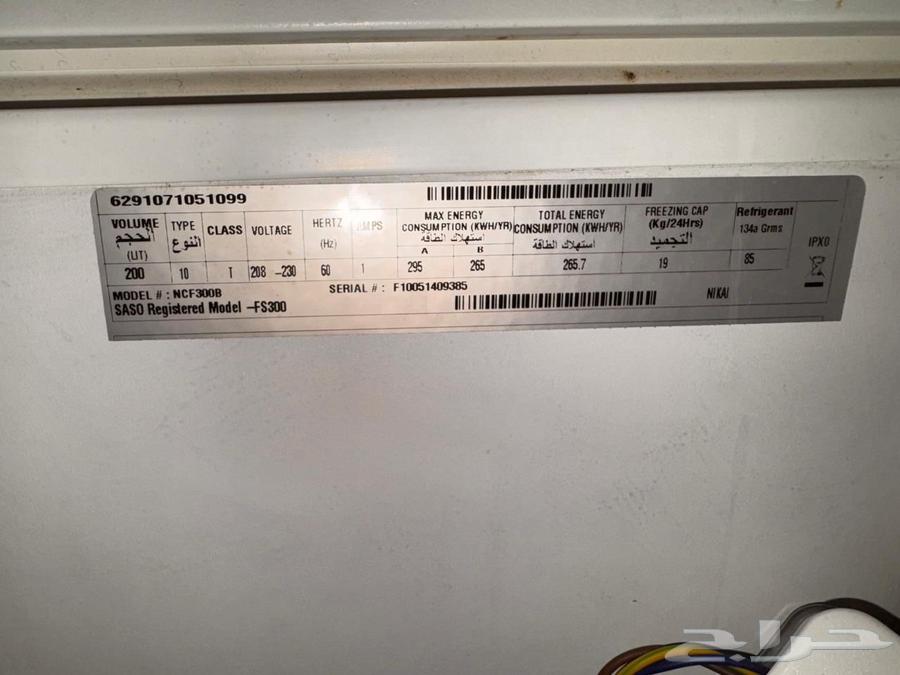 6291071051099
VOLUME TYPE CLASS VOLTAGE HERTZ AMPS MAX ENERGY CONSUMPTION (KWH/YR) TOTAL ENERGY CONSUMPTION (KWH/YR) FREEZING CAP (Kg/24Hrs) Refrigerant 134a Grms IPX0
الحجم النوع (Hz) استهلاك الطاقة استهلاك الطاقة التجميد
(LIT) A B
200 10 T 208 -230 60 1 295 265 265.7 19 85
MODEL # : NCF300B SERIAL # : F10051409385 NIKAI
SASO Registered Model -FS300
حراج